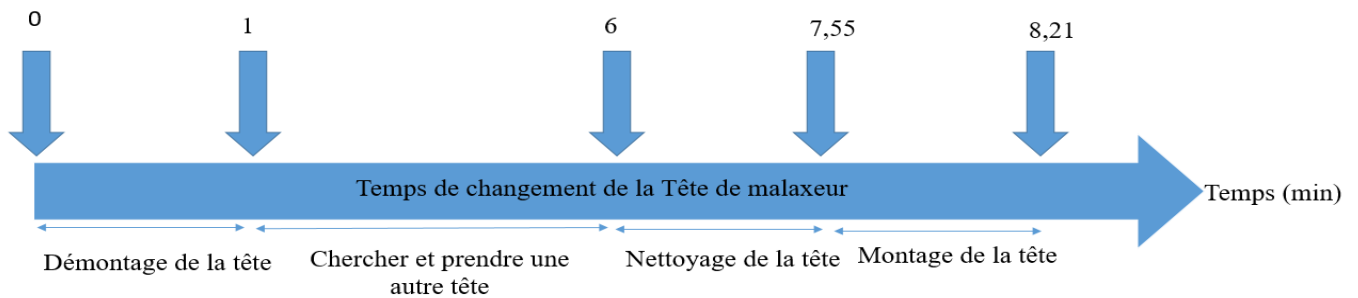 0
1
6
7,55
8,21
Temps de changement de la Tête de malaxeur
Temps (min)
Démontage de la tête
Chercher et prendre une
autre tête
Nettoyage de la tête
Montage de la tête